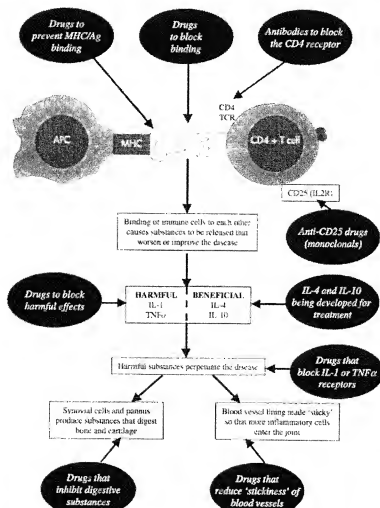 Drugs to
prevent MHC/Ag
binding
Drugs
to block
binding
Antibodies to block
the CD4 receptor
CD4
TCR
APC
MHC
CD4 + T cell
CD25 (IL2R)
Anti-CD25 drugs
(monoclonals)
Binding of immune cells to each other
causes substances to be released that
worsen or improve the disease
Drugs to block
harmful effects
HARMFUL
IL-1
TNFα
BENEFICIAL
IL-4
IL-10
IL-4 and IL-10
being developed for
treatment
Harmful substances perpetuate the disease
Drugs that
block IL-1 or TNFα
receptors
Synovial cells and pannus
produce substances that digest
bone and cartilage
Blood vessel lining made 'sticky'
so that more inflammatory cells
enter the joint
Drugs that
inhibit digestive
substances
Drugs that
reduce 'stickiness' of
blood vessels